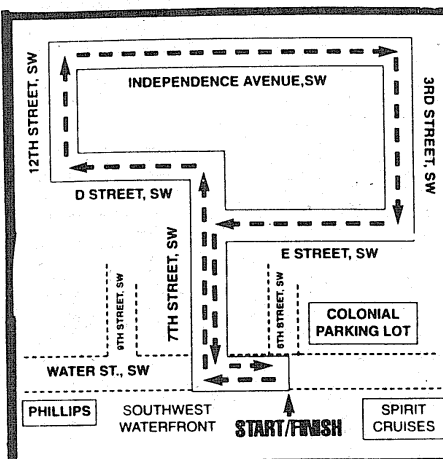 INDEPENDENCE AVENUE,SW
12TH STREET, SW
3RD STREET, SW
D STREET, SW
7TH STREET, SW
E STREET, SW
9TH STREET, SW
6TH STREET, SW
COLONIAL
PARKING LOT
WATER ST., SW
PHILLIPS
SOUTHWEST
WATERFRONT
START/FINISH
SPIRIT
CRUISES